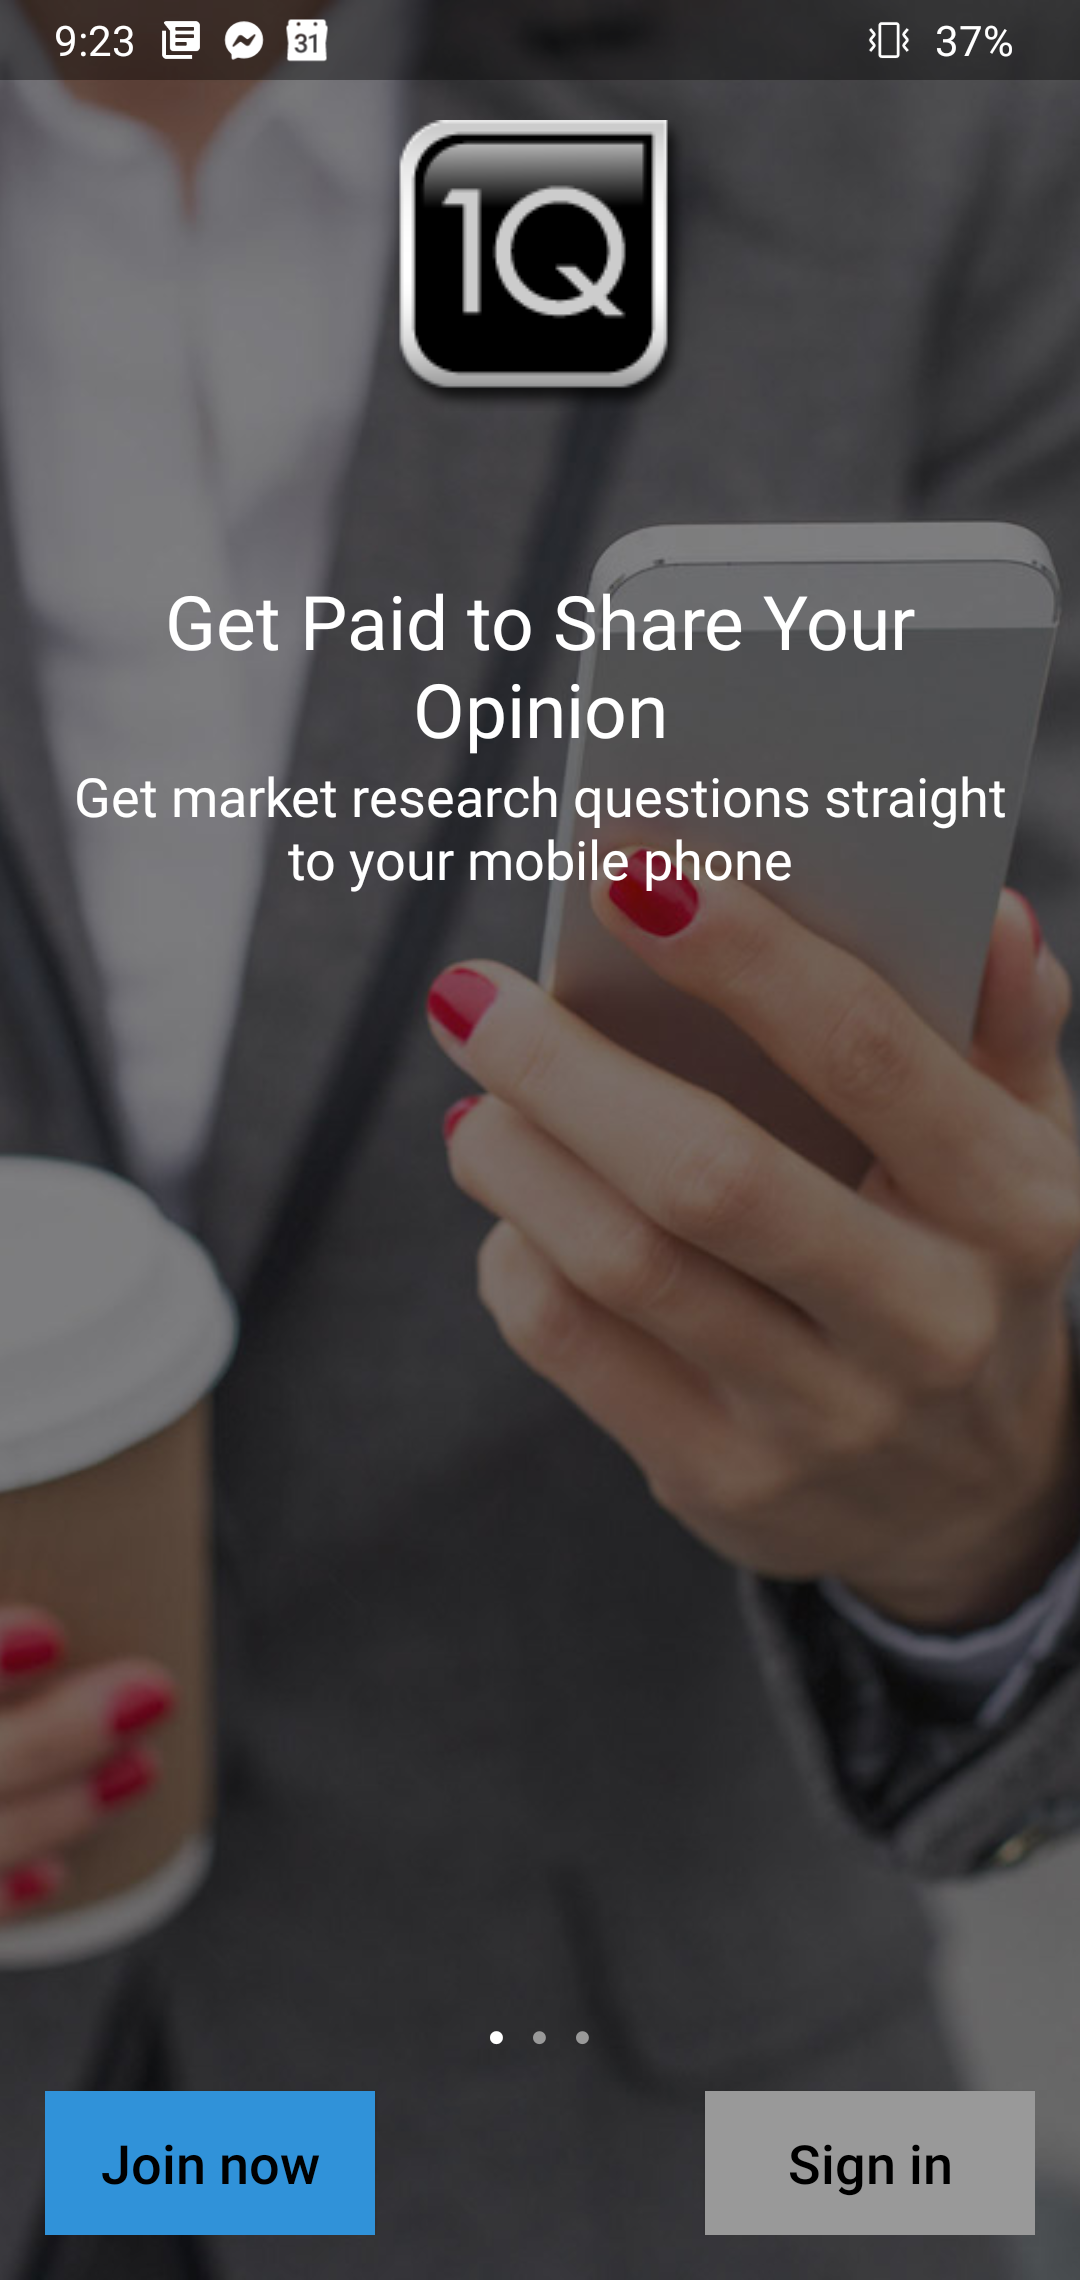 9:23 31 37%
1Q
Get Paid to Share Your
Opinion
Get market research questions straight
to your mobile phone
Join now Sign in